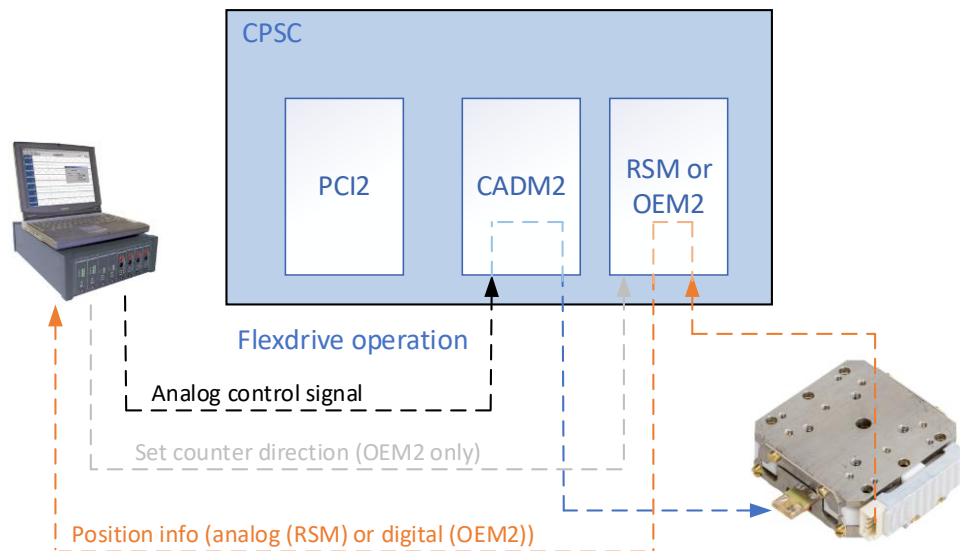 CPSC
PCI2
CADM2
RSM or
OEM2
Flexdrive operation
Analog control signal
Set counter direction (OEM2 only)
Position info (analog (RSM) or digital (OEM2))